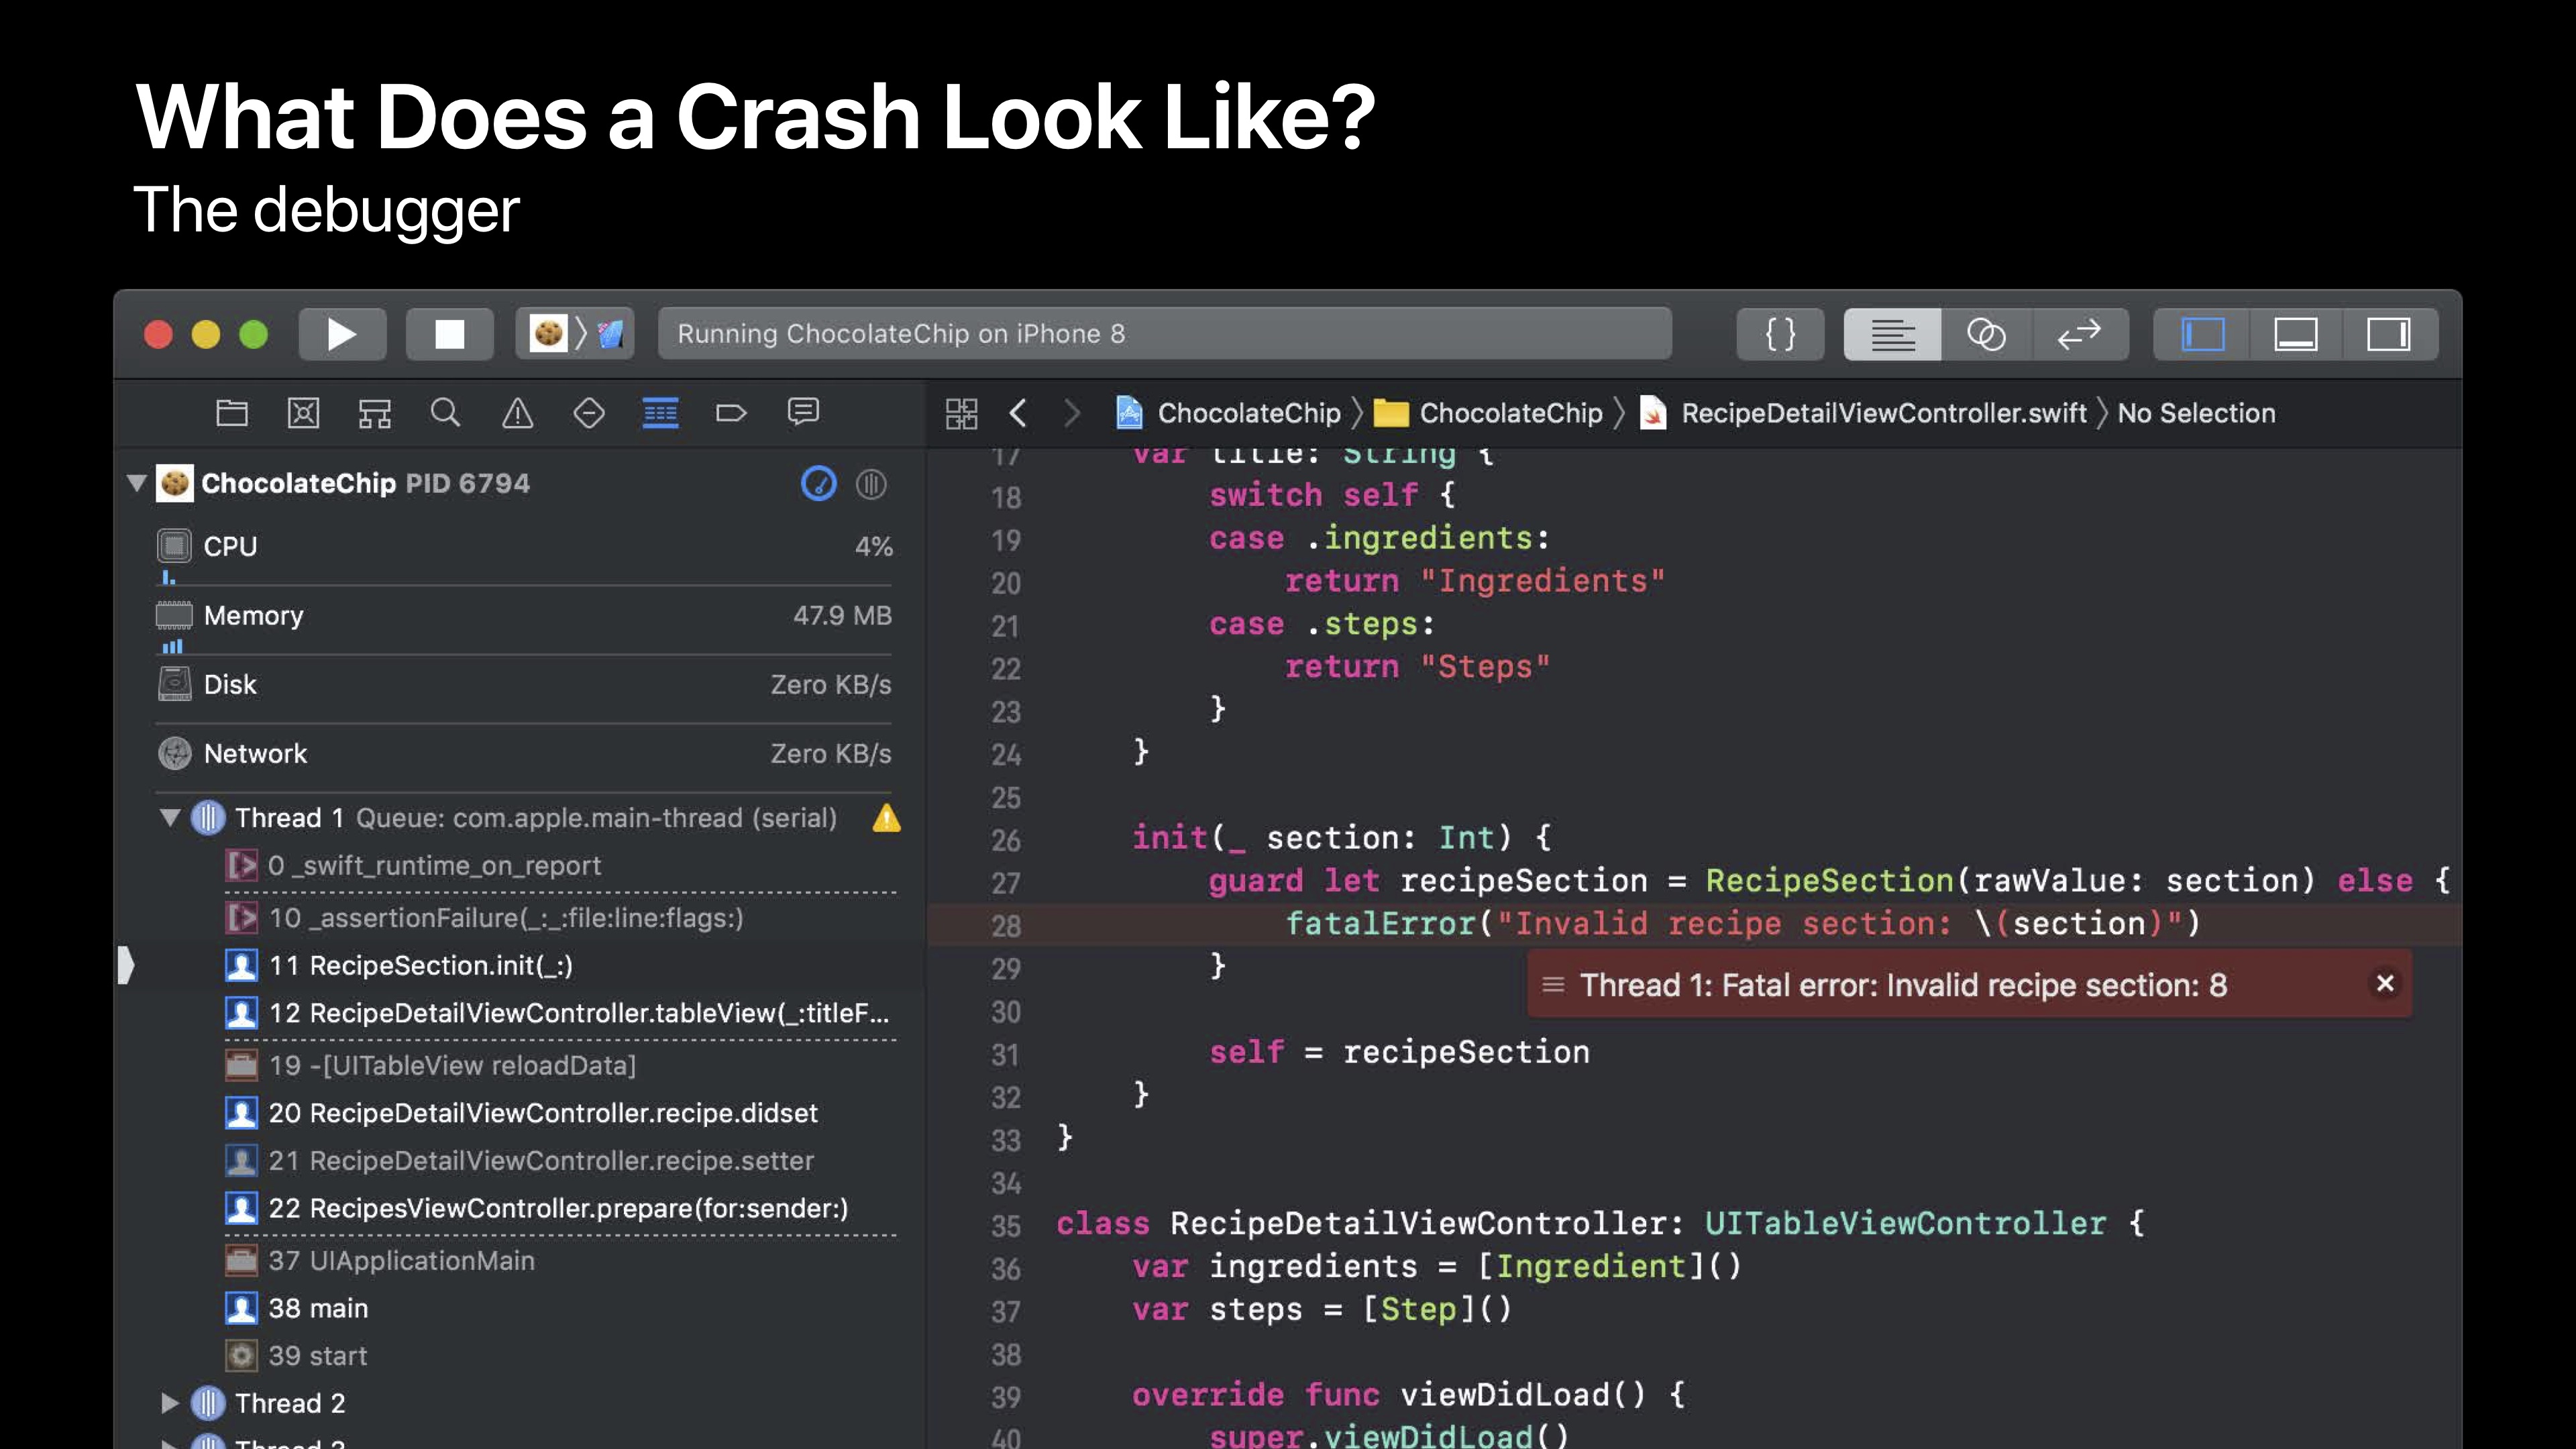 What Does a Crash Look Like?
The debugger
Running ChocolateChip on iPhone 8
{ }
ChocolateChip 〉 ChocolateChip 〉 RecipeDetailViewController.swift 〉 No Selection
ChocolateChip PID 6794
CPU 4%
Memory 47.9 MB
Disk Zero KB/s
Network Zero KB/s
Thread 1 Queue: com.apple.main-thread (serial)
0 _swift_runtime_on_report
10 _assertionFailure(_:_:file:line:flags:)
11 RecipeSection.init(_:)
12 RecipeDetailViewController.tableView(_:titleF...
19 -[UITableView reloadData]
20 RecipeDetailViewController.recipe.didset
21 RecipeDetailViewController.recipe.setter
22 RecipesViewController.prepare(for:sender:)
37 UIApplicationMain
38 main
39 start
Thread 2
17 var title: String {
18 switch self {
19 case .ingredients:
20 return "Ingredients"
21 case .steps:
22 return "Steps"
23 }
24 }
25
26 init(_ section: Int) {
27 guard let recipeSection = RecipeSection(rawValue: section) else {
28 fatalError("Invalid recipe section: \(section)")
29 }
Thread 1: Fatal error: Invalid recipe section: 8
30
31 self = recipeSection
32 }
33 }
34
35 class RecipeDetailViewController: UITableViewController {
36 var ingredients = [Ingredient]()
37 var steps = [Step]()
38
39 override func viewDidLoad() {
40 super.viewDidLoad()